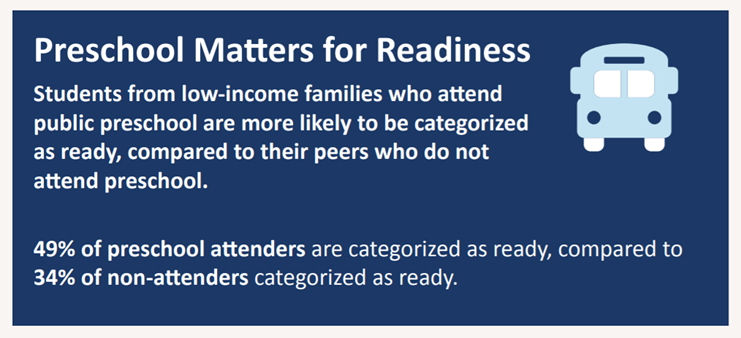 Preschool Matters for Readiness
Students from low-income families who attend
public preschool are more likely to be categorized
as ready, compared to their peers who do not
attend preschool.
49% of preschool attenders are categorized as ready, compared to
34% of non-attenders categorized as ready.